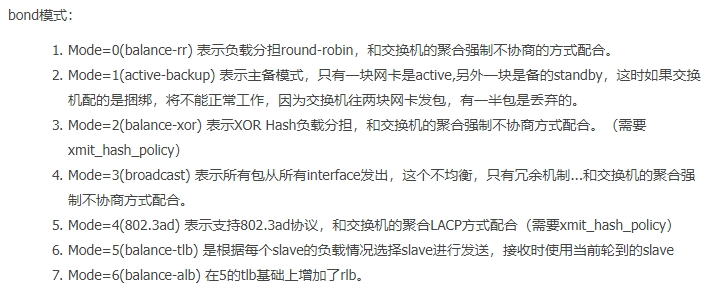 bond模式：
1. Mode=0(balance-rr) 表示负载分担round-robin，和交换机的聚合强制不协商的方式配合。
2. Mode=1(active-backup) 表示主备模式，只有一块网卡是active,另外一块是备的standby，这时如果交换
机配的是捆绑，将不能正常工作，因为交换机往两块网卡发包，有一半包是丢弃的。
3. Mode=2(balance-xor) 表示XOR Hash负载分担，和交换机的聚合强制不协商方式配合。（需要
xmit_hash_policy）
4. Mode=3(broadcast) 表示所有包从所有interface发出，这个不均衡，只有冗余机制...和交换机的聚合强
制不协商方式配合。
5. Mode=4(802.3ad) 表示支持802.3ad协议，和交换机的聚合LACP方式配合（需要xmit_hash_policy）
6. Mode=5(balance-tlb) 是根据每个slave的负载情况选择slave进行发送，接收时使用当前轮到的slave
7. Mode=6(balance-alb) 在5的tlb基础上增加了rlb。